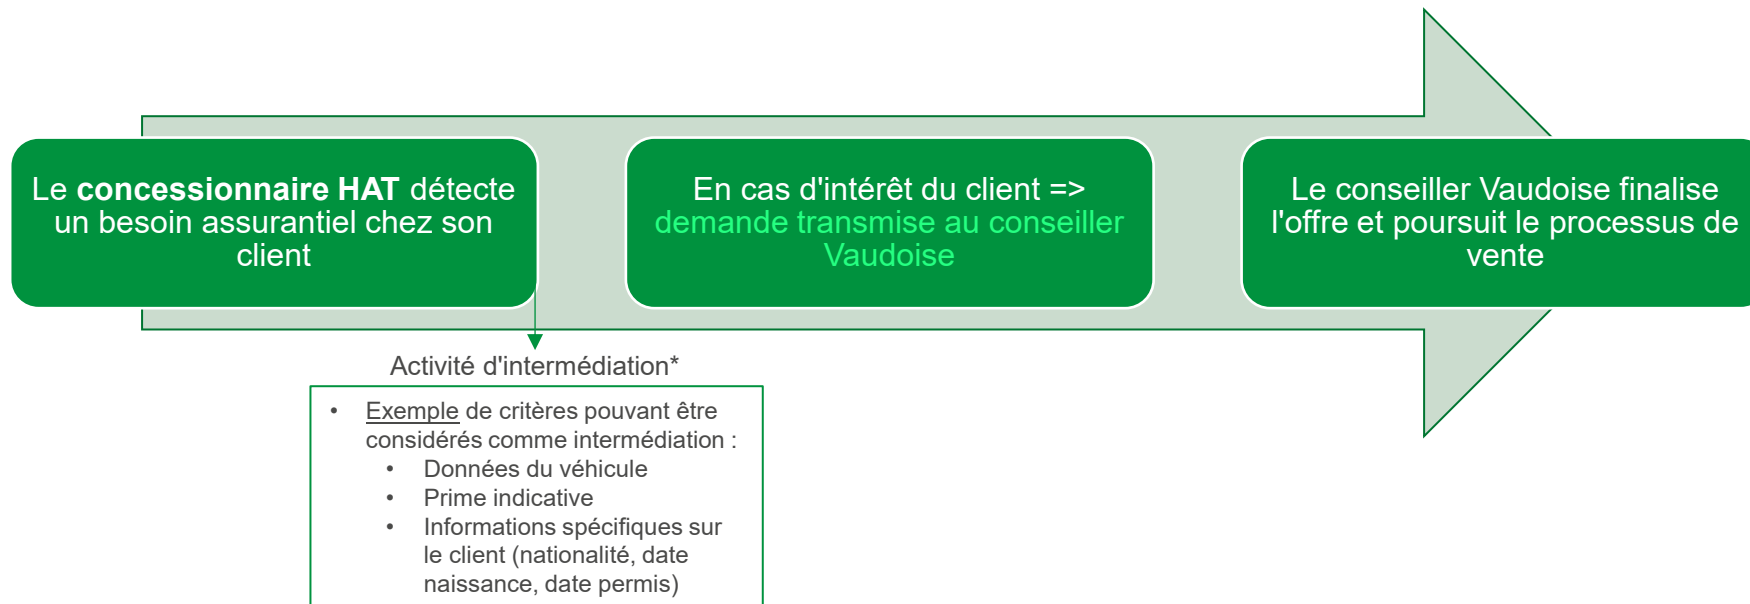 Le concessionnaire HAT détecte
un besoin assurantiel chez son
client
En cas d'intérêt du client =>
demande transmise au conseiller
Vaudoise
Le conseiller Vaudoise finalise
l'offre et poursuit le processus de
vente
Activité d'intermédiation*
• Exemple de critères pouvant être
considérés comme intermédiation :
• Données du véhicule
• Prime indicative
• Informations spécifiques sur
le client (nationalité, date
naissance, date permis)